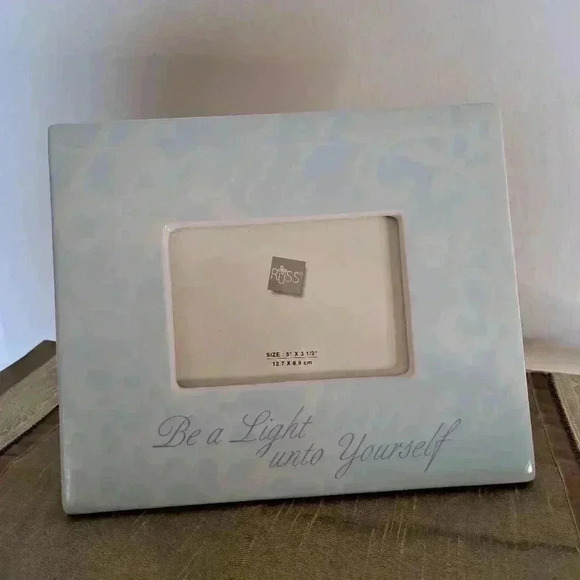 RUSS
SIZE : 5" X 3 1/2"
12.7 X 8.9 cm
Be a Light
unto Yourself